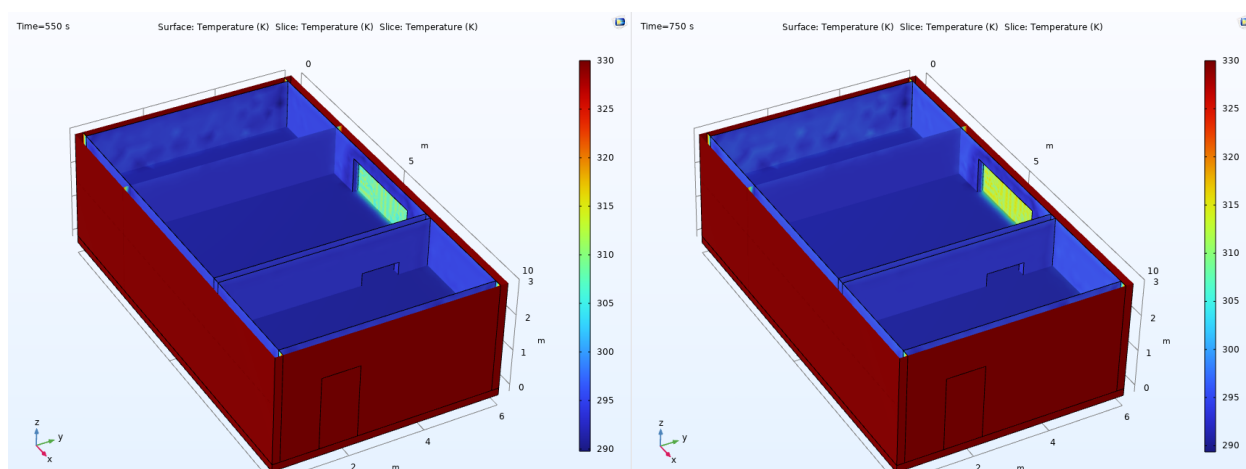 Time=550 s Surface: Temperature (K) Slice: Temperature (K) Slice: Temperature (K)
0
m
5
10
3
2
m
1
0
6
4
m
2
z
y
x
330
325
320
315
310
305
300
295
290
Time=750 s Surface: Temperature (K) Slice: Temperature (K) Slice: Temperature (K)
0
m
5
10
3
2
m
1
0
6
4
m
2
z
y
x
330
325
320
315
310
305
300
295
290